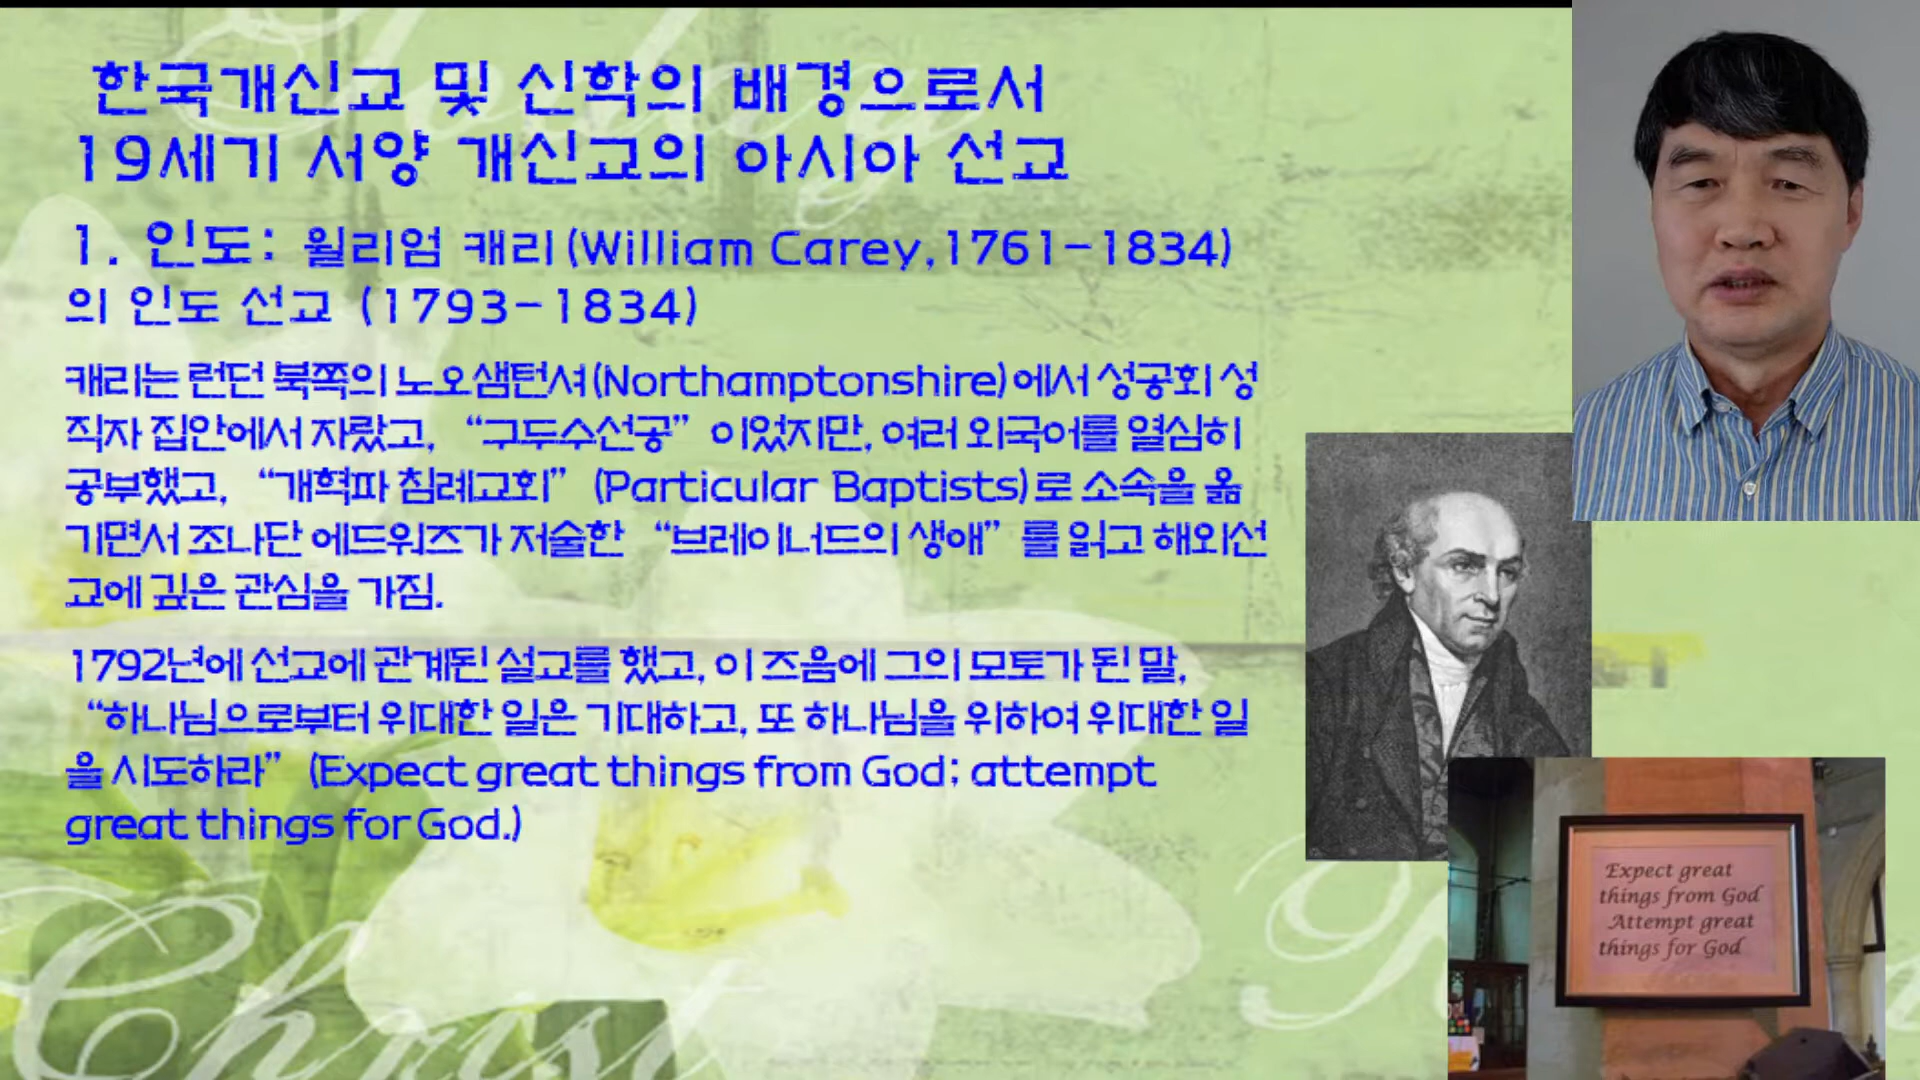 한국개신교 및 신학의 배경으로서
19세기 서양 개신교의 아시아 선교
1. 인도: 윌리엄 캐리(William Carey,1761-1834)
의 인도 선교 (1793-1834)
캐리는 런던 북쪽의 노오샘턴셔(Northamptonshire)에서 성공회 성
직자 집안에서 자랐고, “구두수선공” 이었지만, 여러 외국어를 열심히
공부했고, “개혁파 침례교회” (Particular Baptists)로 소속을 옮
기면서 조나단 에드워즈가 저술한 “브레이너드의 생애” 를 읽고 해외선
교에 깊은 관심을 가짐.
1792년에 선교에 관계된 설교를 했고, 이 즈음에 그의 모토가 된 말,
“하나님으로부터 위대한 일은 기대하고, 또 하나님을 위하여 위대한 일
을 시도하라” (Expect great things from God; attempt
great things for God.)
Expect great
things from God
Attempt great
things for God
Christ